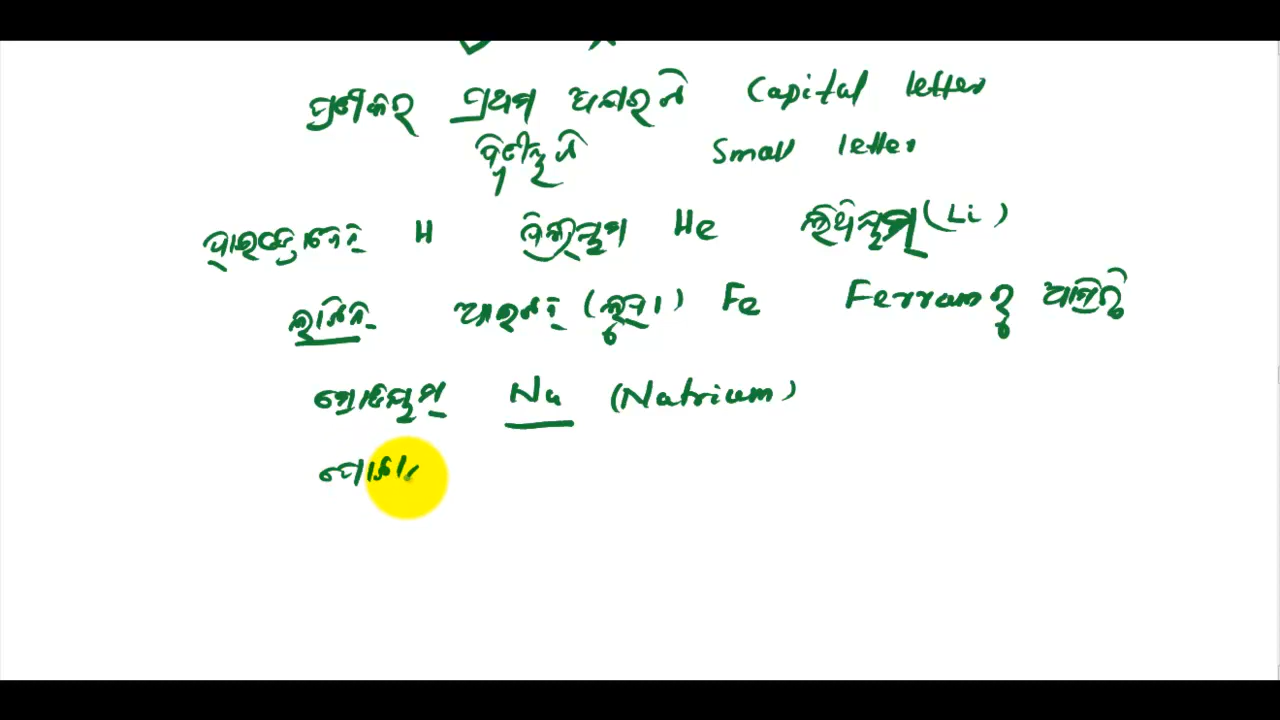 ପ୍ରତୀକର ପ୍ରଥମ ଅକ୍ଷରଟି Capital letter
ଦ୍ୱିତୀୟଟି Small letter
ହାଇଡ୍ରୋଜେନ୍ H ହିଲିୟମ He ଲିଥିୟମ୍ (Li)
ଲାଟିନ୍ ଆଇରନ୍ (ଲୁହା) Fe Ferrum ରୁ ଆସିଛି
ସୋଡିୟମ୍ Na (Natrium)